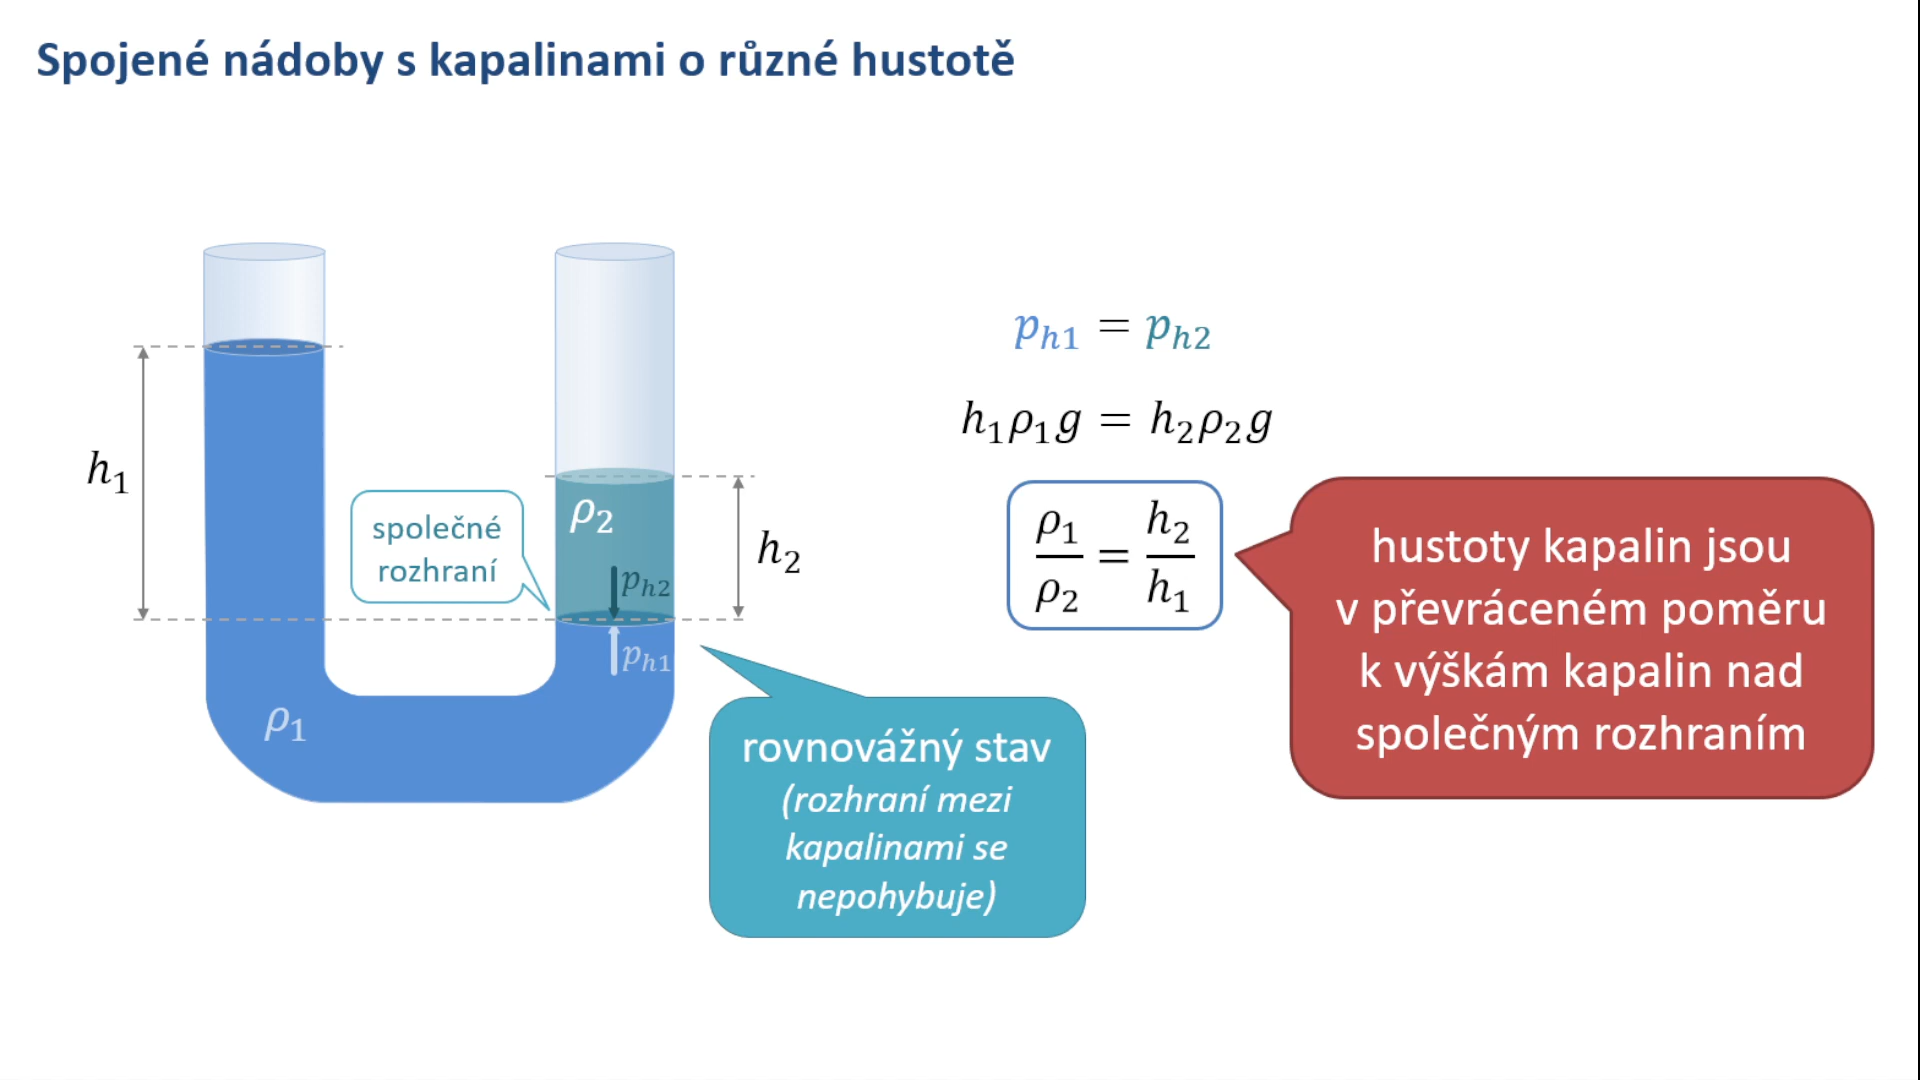 Spojené nádoby s kapalinami o různé hustotě
h₁
společné
rozhraní
ρ₂
p_h2
p_h1
h₂
ρ₁
p_h1 = p_h2
h₁ρ₁g = h₂ρ₂g
ρ₁/ρ₂ = h₂/h₁
hustoty kapalin jsou
v převráceném poměru
k výškám kapalin nad
společným rozhraním
rovnovážný stav
(rozhraní mezi
kapalinami se
nepohybuje)